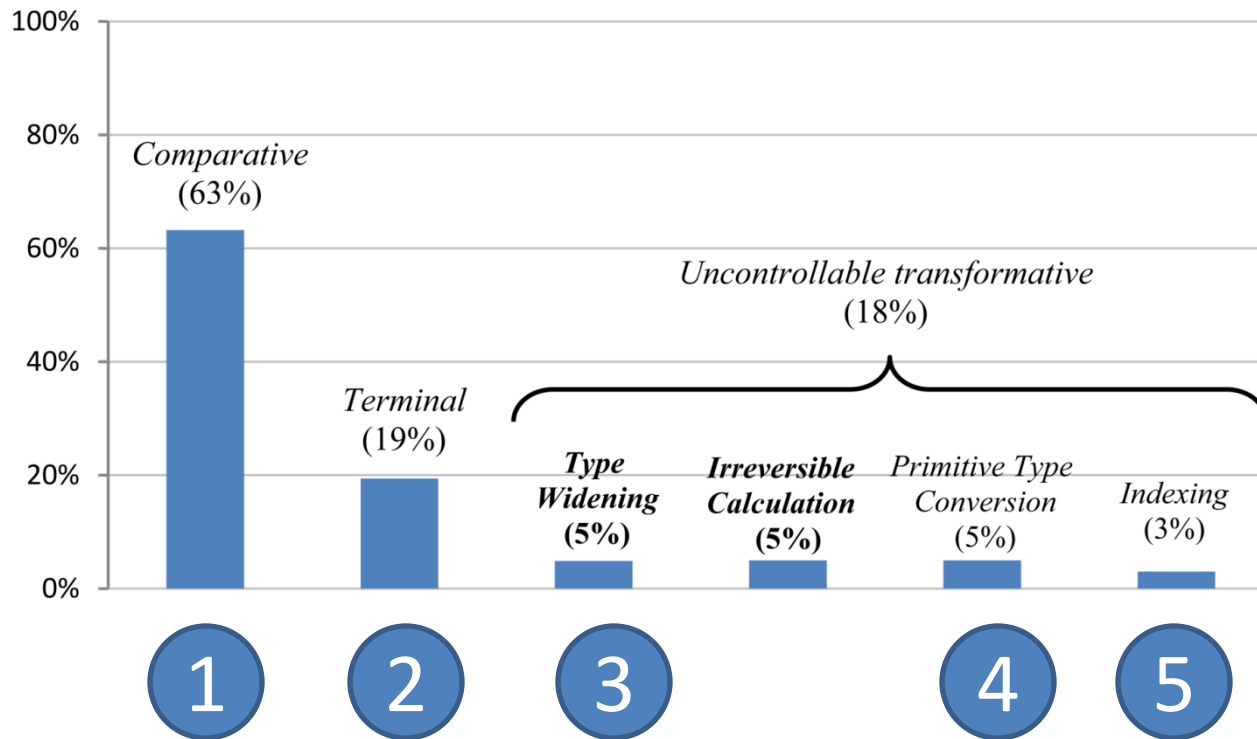 100%
80%
60%
40%
20%
0%
Comparative
(63%)
Terminal
(19%)
Uncontrollable transformative
(18%)
Type
Widening
(5%)
Irreversible
Calculation
(5%)
Primitive Type
Conversion
(5%)
Indexing
(3%)
1
2
3
4
5